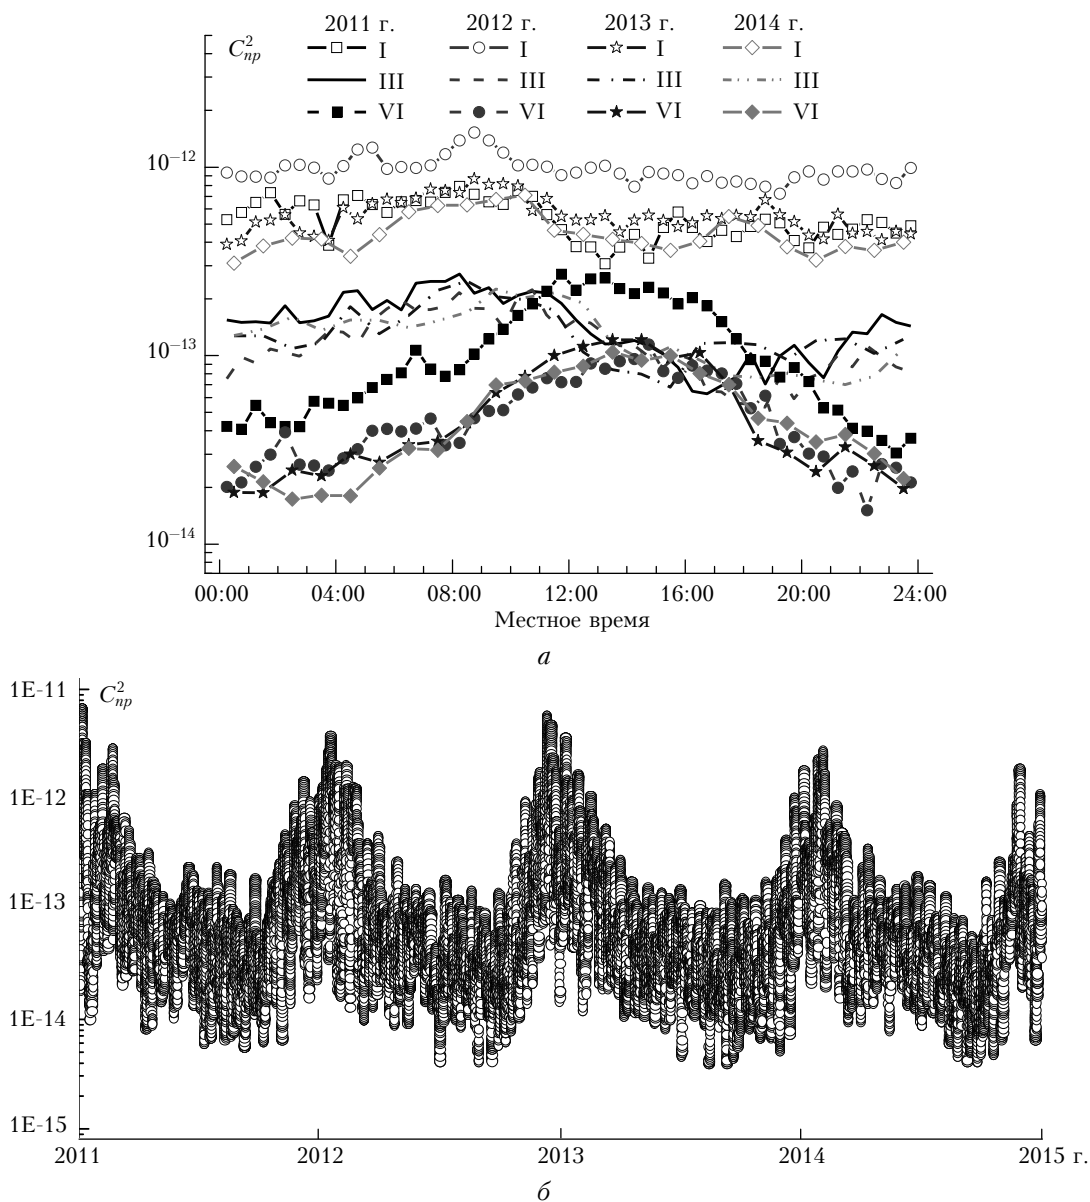 2011 г. 2012 г. 2013 г. 2014 г.
I I I I
III III III III
VI VI VI VI
C²ₙₚ
10⁻¹²
10⁻¹³
10⁻¹⁴
00:00 04:00 08:00 12:00 16:00 20:00 24:00
Местное время
а
C²ₙₚ
1E-11
1E-12
1E-13
1E-14
1E-15
2011 2012 2013 2014 2015 г.
б